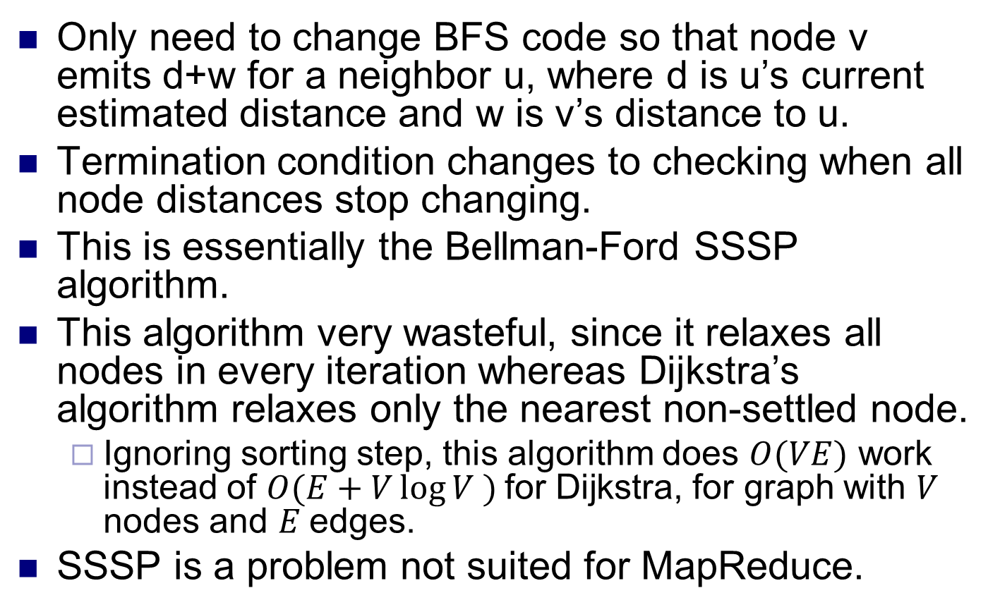 Only need to change BFS code so that node v
emits d+w for a neighbor u, where d is u’s current
estimated distance and w is v’s distance to u.
Termination condition changes to checking when all
node distances stop changing.
This is essentially the Bellman-Ford SSSP
algorithm.
This algorithm very wasteful, since it relaxes all
nodes in every iteration whereas Dijkstra’s
algorithm relaxes only the nearest non-settled node.
Ignoring sorting step, this algorithm does O(VE) work
instead of O(E + V log V ) for Dijkstra, for graph with V
nodes and E edges.
SSSP is a problem not suited for MapReduce.